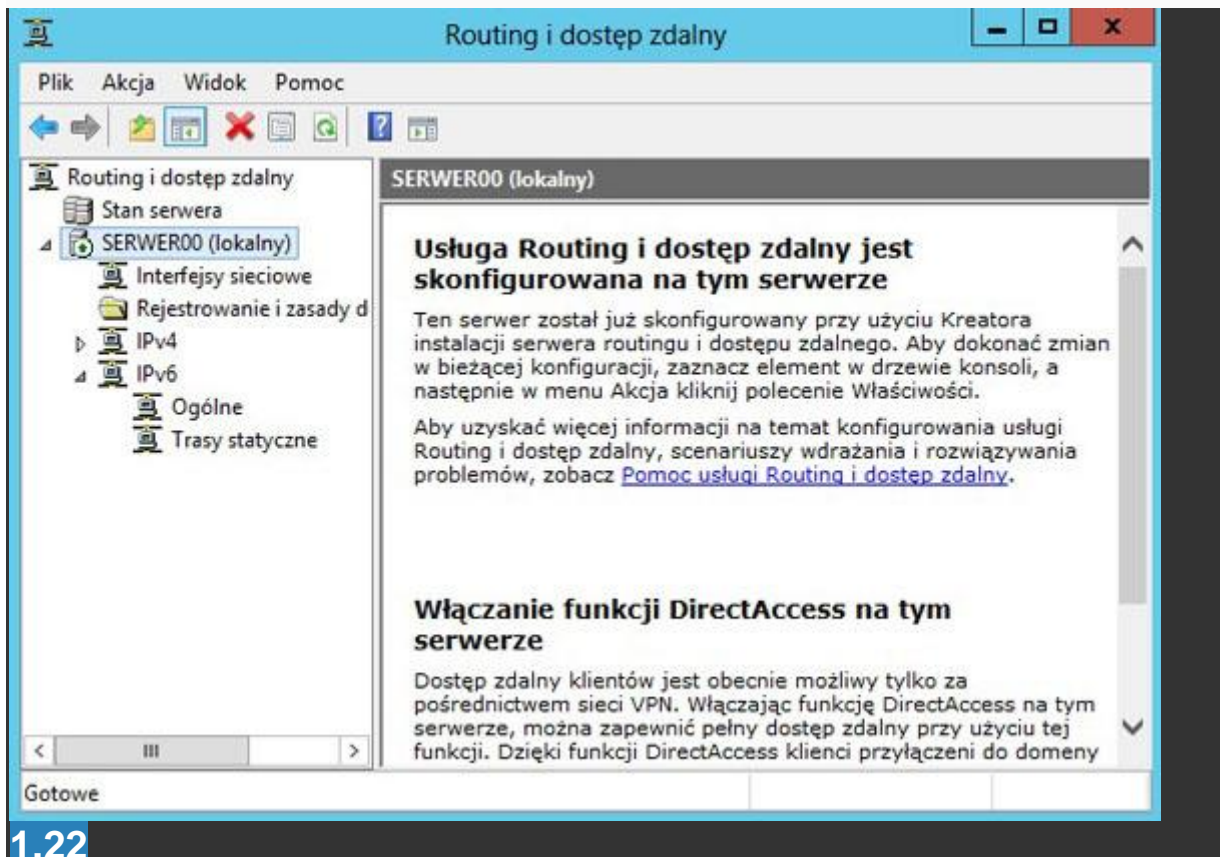 Routing i dostęp zdalny
Plik Akcja Widok Pomoc
Routing i dostęp zdalny
Stan serwera
SERWER00 (lokalny)
Interfejsy sieciowe
Rejestrowanie i zasady d
IPv4
IPv6
Ogólne
Trasy statyczne
SERWER00 (lokalny)
Usługa Routing i dostęp zdalny jest
skonfigurowana na tym serwerze
Ten serwer został już skonfigurowany przy użyciu Kreatora
instalacji serwera routingu i dostępu zdalnego. Aby dokonać zmian
w bieżącej konfiguracji, zaznacz element w drzewie konsoli, a
następnie w menu Akcja kliknij polecenie Właściwości.
Aby uzyskać więcej informacji na temat konfigurowania usługi
Routing i dostęp zdalny, scenariuszy wdrażania i rozwiązywania
problemów, zobacz Pomoc usługi Routing i dostęp zdalny.
Włączanie funkcji DirectAccess na tym
serwerze
Dostęp zdalny klientów jest obecnie możliwy tylko za
pośrednictwem sieci VPN. Włączając funkcję DirectAccess na tym
serwerze, można zapewnić pełny dostęp zdalny przy użyciu tej
funkcji. Dzięki funkcji DirectAccess klienci przyłączeni do domeny
Gotowe
1.22